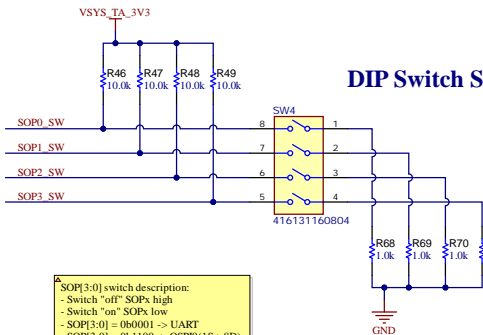 VSYS_TA_3V3
R46 R47 R48 R49
10.0k 10.0k 10.0k 10.0k
DIP Switch S
SW4
SOP0_SW 8 1
SOP1_SW 7 2
SOP2_SW 6 3
SOP3_SW 5 4
416131160804
R68 R69 R70
1.0k 1.0k 1.0k
SOP[3:0] switch description:
- Switch "off" SOPx high
- Switch "on" SOPx low
- SOP[3:0] = 0b0001 -> UART
GND